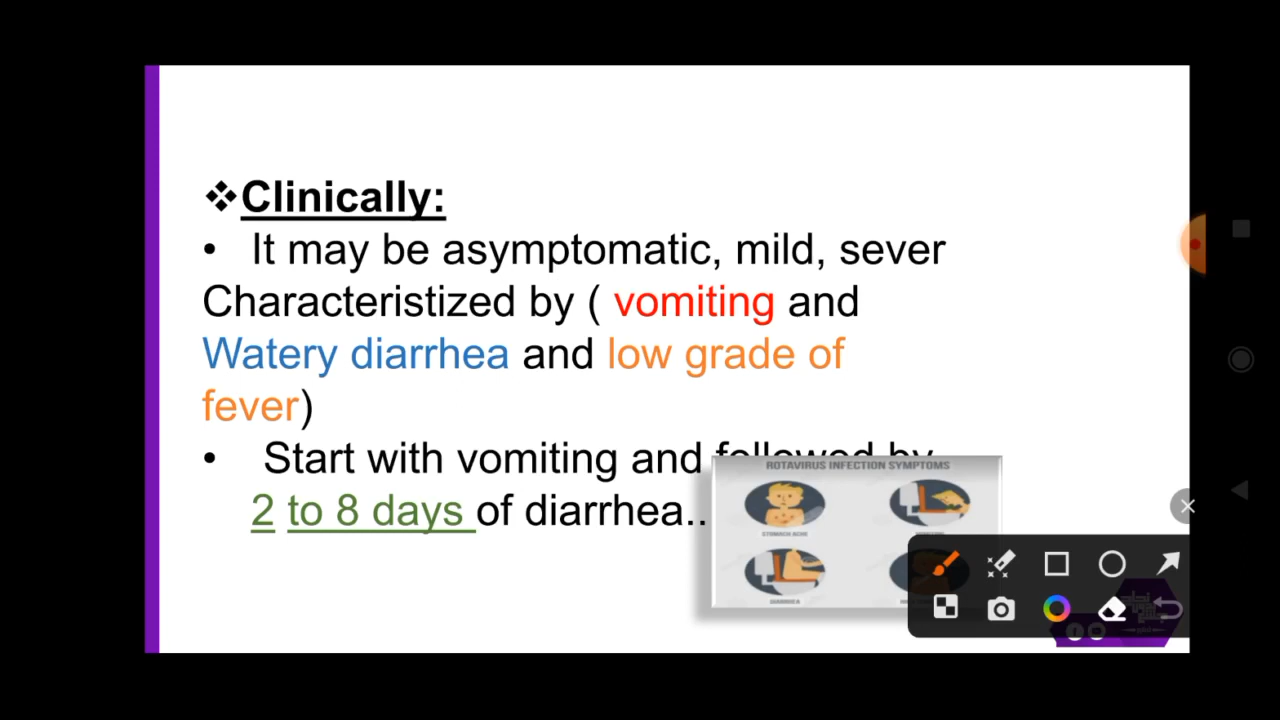 ❖Clinically:
• It may be asymptomatic, mild, sever
Characteristized by ( vomiting and
Watery diarrhea and low grade of
fever)
• Start with vomiting and followed by
2 to 8 days of diarrhea..
ROTAVIRUS INFECTION SYMPTOMS
STOMACH ACHE
DIARRHEA